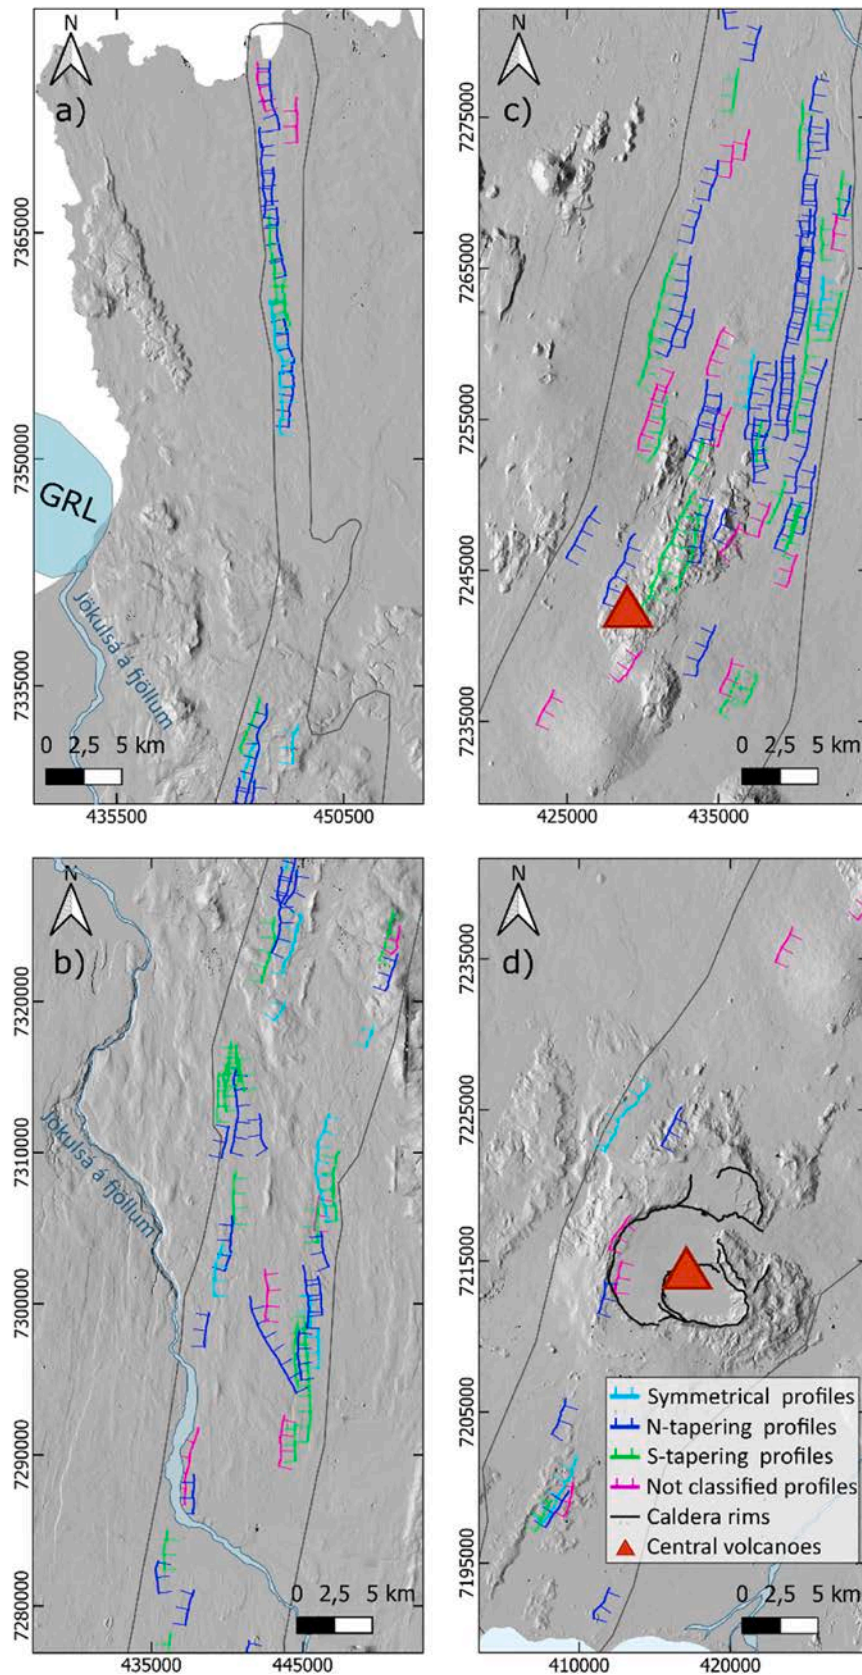 N
a)
7365000
7350000
7335000
GRL
Jökulsá á fjöllum
0 2,5 5 km
435500 450500
N
c)
7275000
7265000
7255000
7245000
7235000
0 2,5 5 km
425000 435000
N
b)
7320000
7310000
7300000
7290000
7280000
Jökulsá á fjöllum
0 2,5 5 km
435000 445000
N
d)
7235000
7225000
7215000
7205000
7195000
Symmetrical profiles
N-tapering profiles
S-tapering profiles
Not classified profiles
Caldera rims
Central volcanoes
0 2,5 5 km
410000 420000